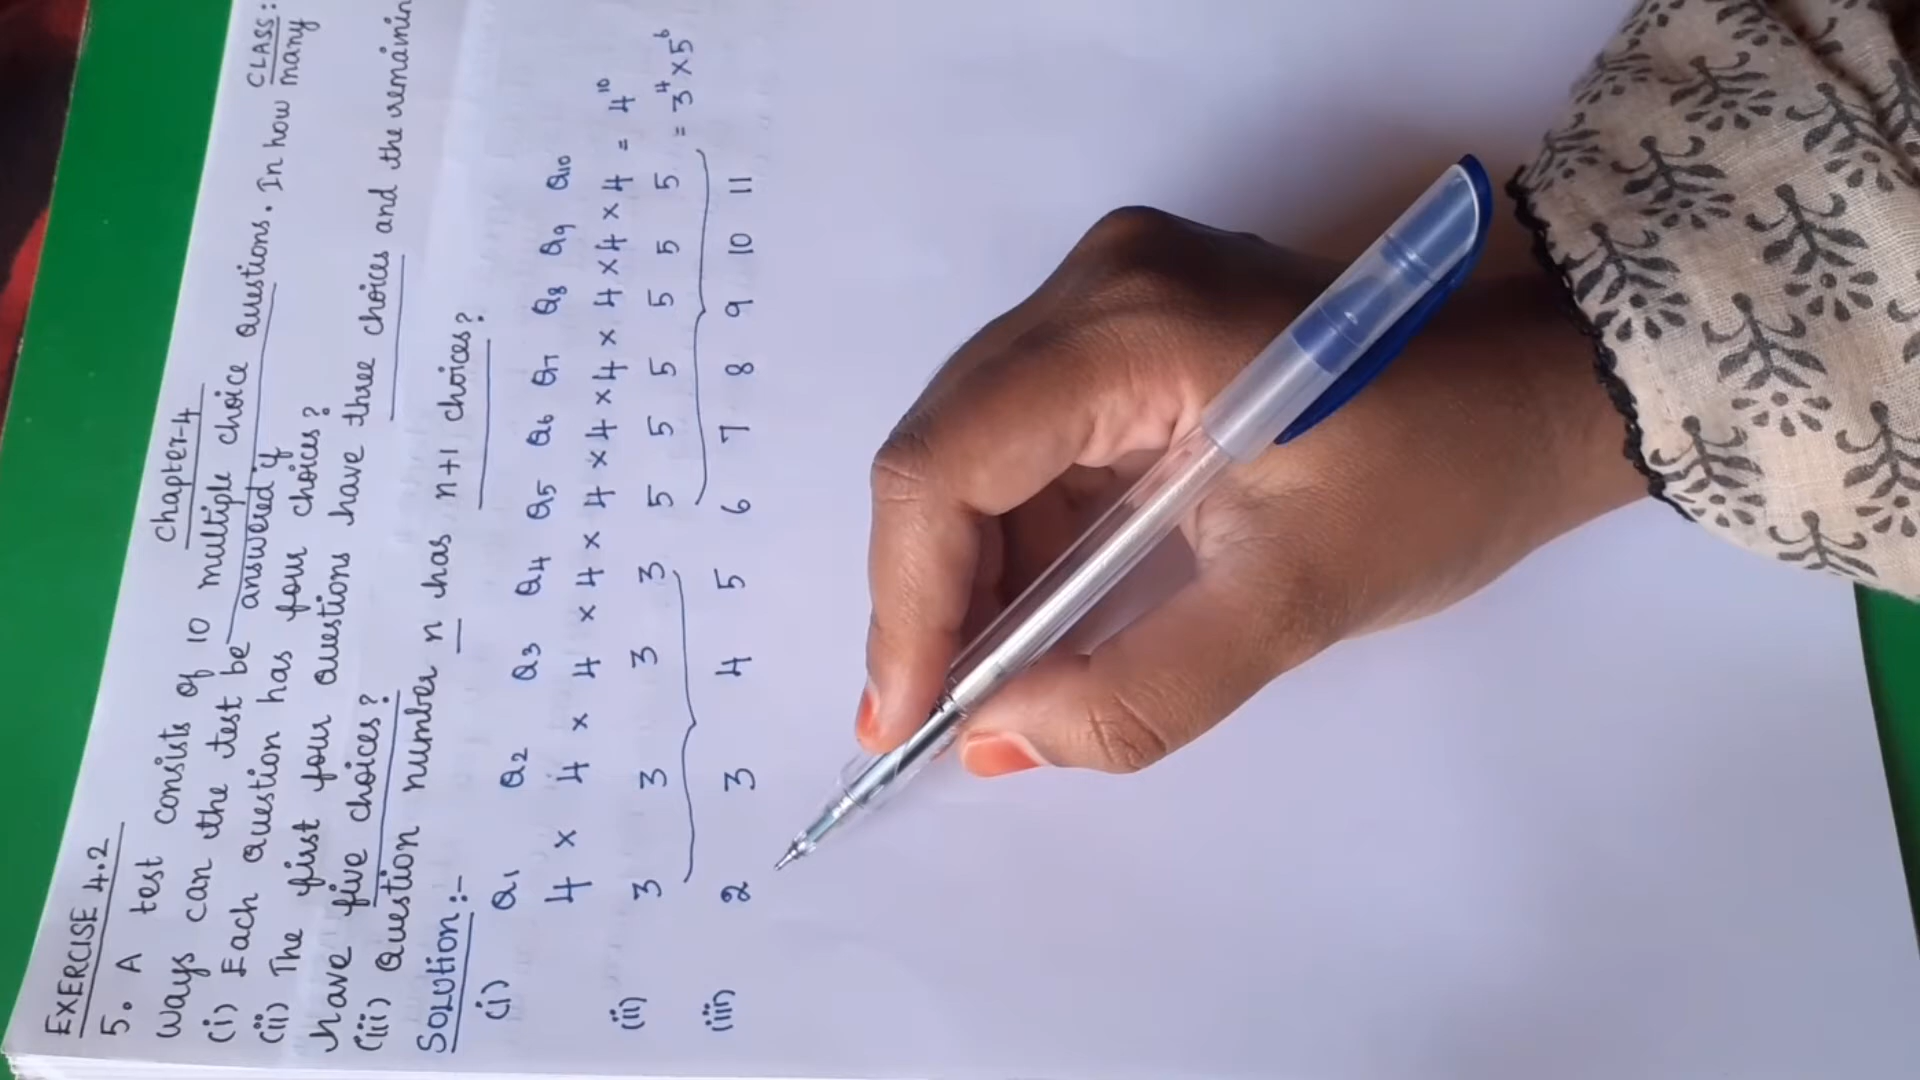 CLASS:
Chapter-4
EXERCISE 4.2
5. A test consists of 10 multiple choice questions. In how many
ways can the test be answered if
(i) Each question has four choices?
(ii) The first four questions have three choices and the remainin
have five choices?
(iii) Question number n has n+1 choices?
Solution:-
Q1 Q2 Q3 Q4 Q5 Q6 Q7 Q8 Q9 Q10
(i) 4 × 4 × 4 × 4 × 4 × 4 × 4 × 4 × 4 × 4 = 4^10
(ii) 3 3 3 3 5 5 5 5 5 5 = 3^4 × 5^6
(iii) 2 3 4 5 6 7 8 9 10 11